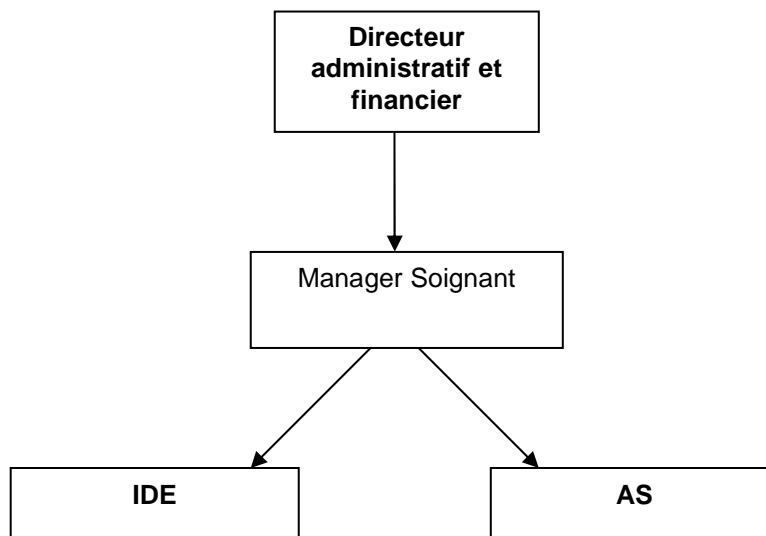 Directeur
administratif et
financier
Manager Soignant
IDE
AS